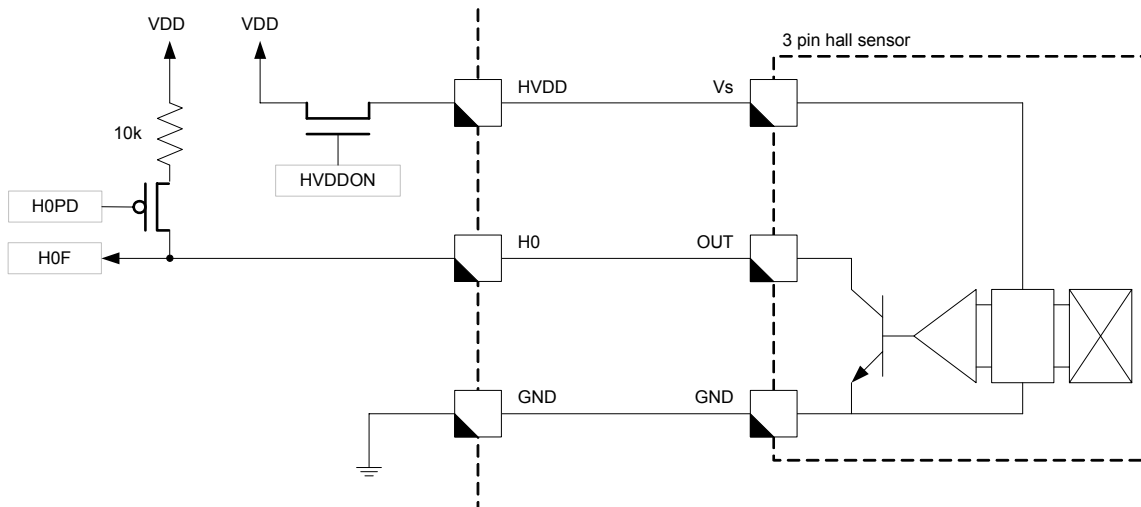 VDD
VDD
3 pin hall sensor
HVDD
Vs
10k
HVDDON
H0PD
H0
OUT
H0F
GND
GND